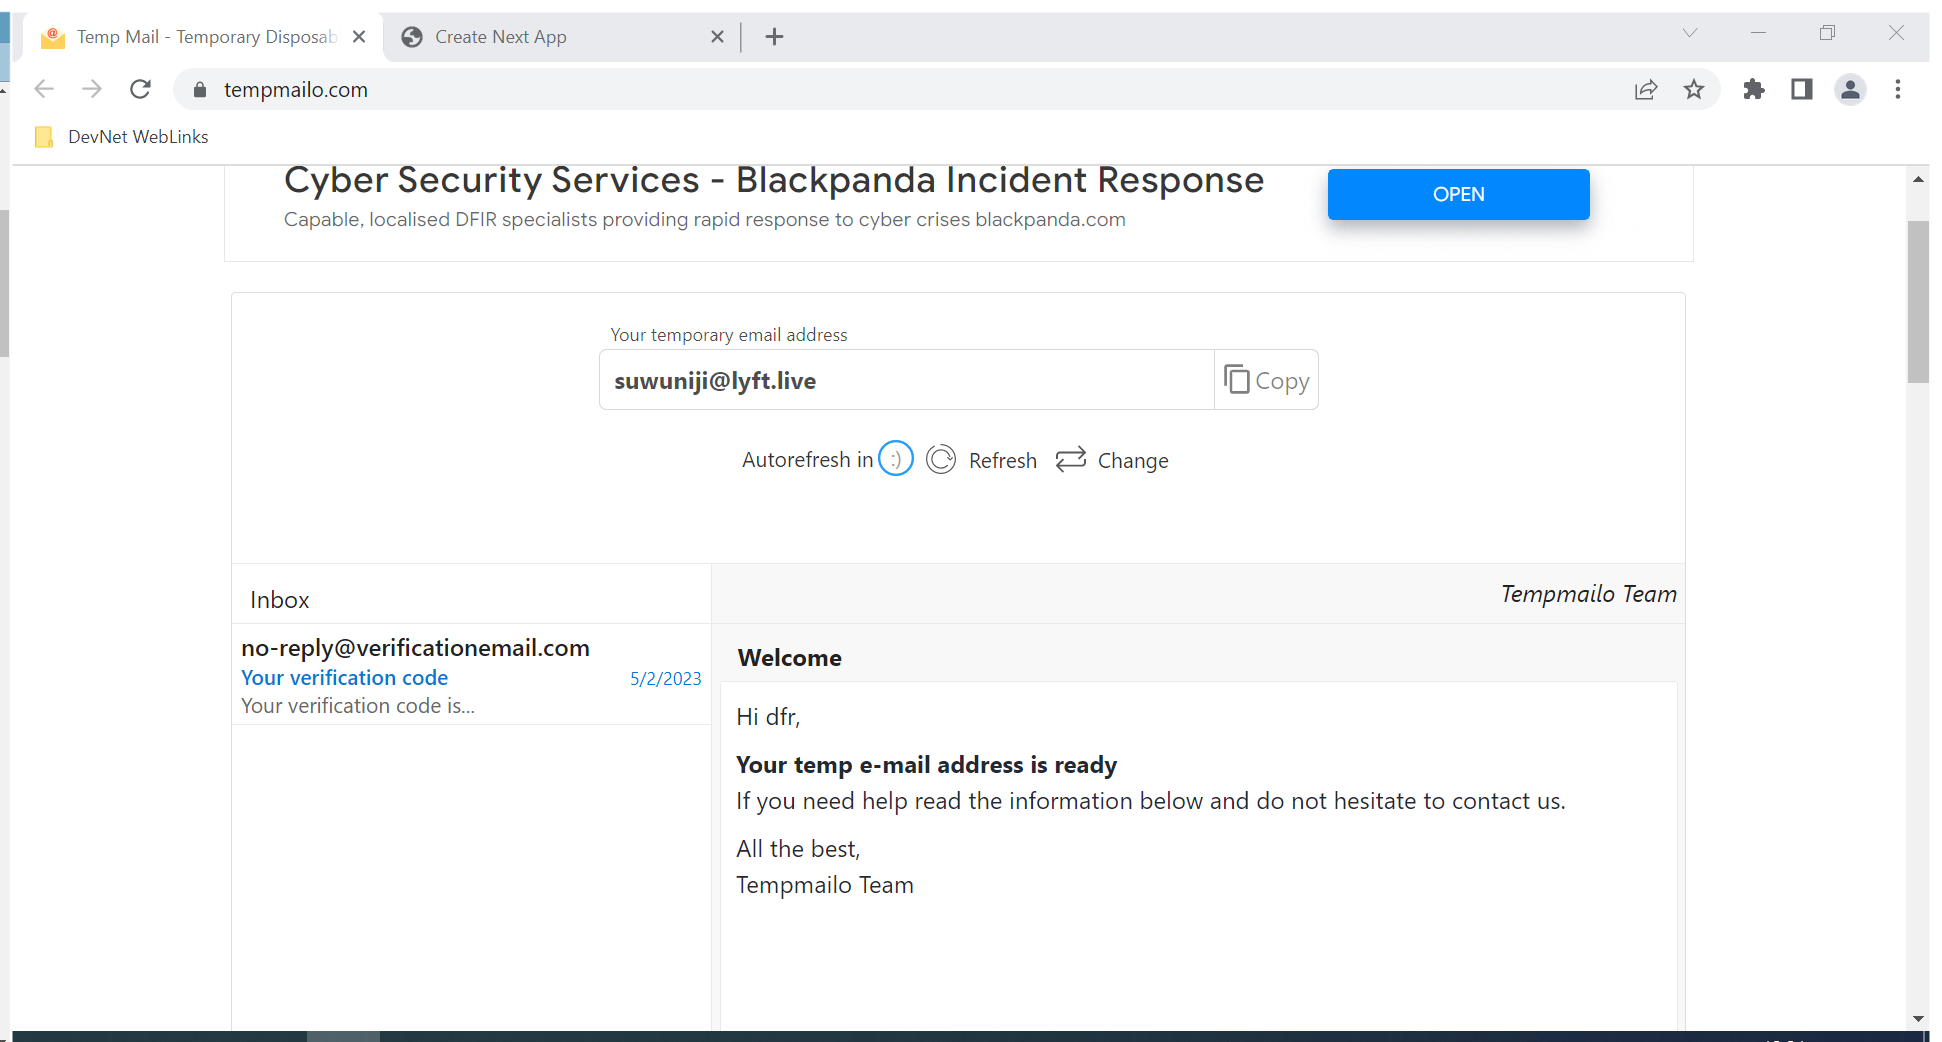 Temp Mail - Temporary Disposab
Create Next App
tempmailo.com
DevNet WebLinks
Cyber Security Services - Blackpanda Incident Response
Capable, localised DFIR specialists providing rapid response to cyber crises blackpanda.com
OPEN
Your temporary email address
suwuniji@lyft.live
Copy
Autorefresh in :) Refresh Change
Inbox
no-reply@verificationemail.com
Your verification code 5/2/2023
Your verification code is...
Tempmailo Team
Welcome
Hi dfr,
Your temp e-mail address is ready
If you need help read the information below and do not hesitate to contact us.
All the best,
Tempmailo Team